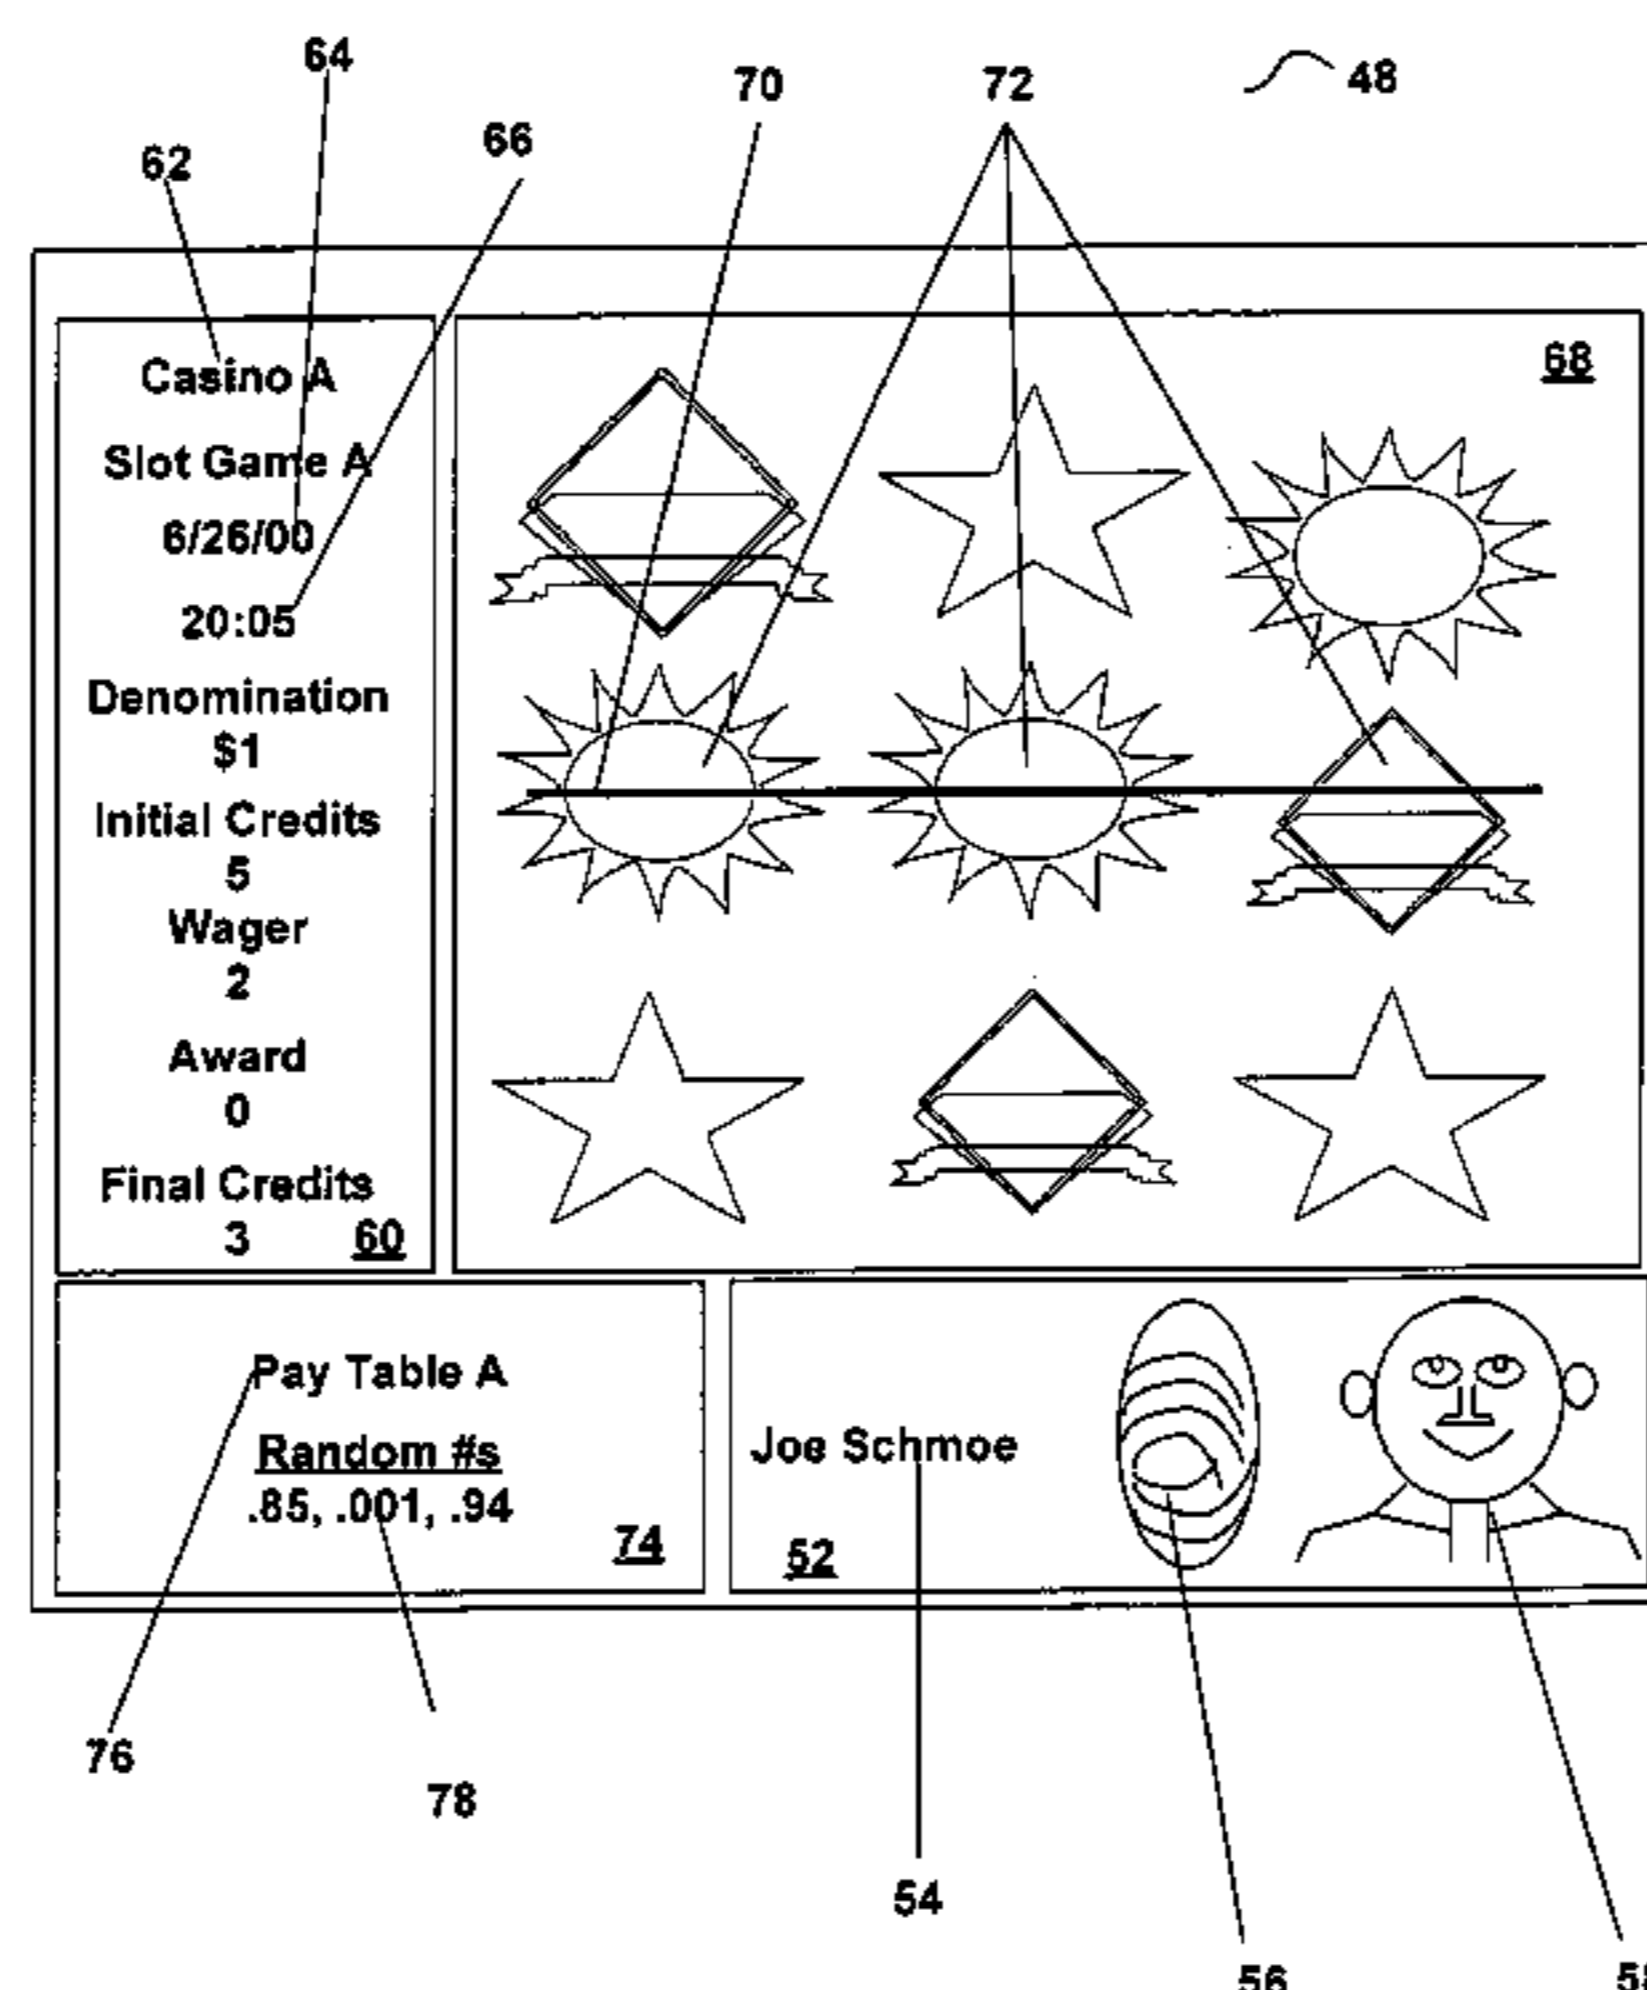 64
70
72
48
66
62
68
Casino A
Slot Game A
6/26/00
20:05
Denomination
$1
Initial Credits
5
Wager
2
Award
0
Final Credits
3
60
Pay Table A
Random #s
.85, .001, .94
74
Joe Schmoe
52
76
78
54
56